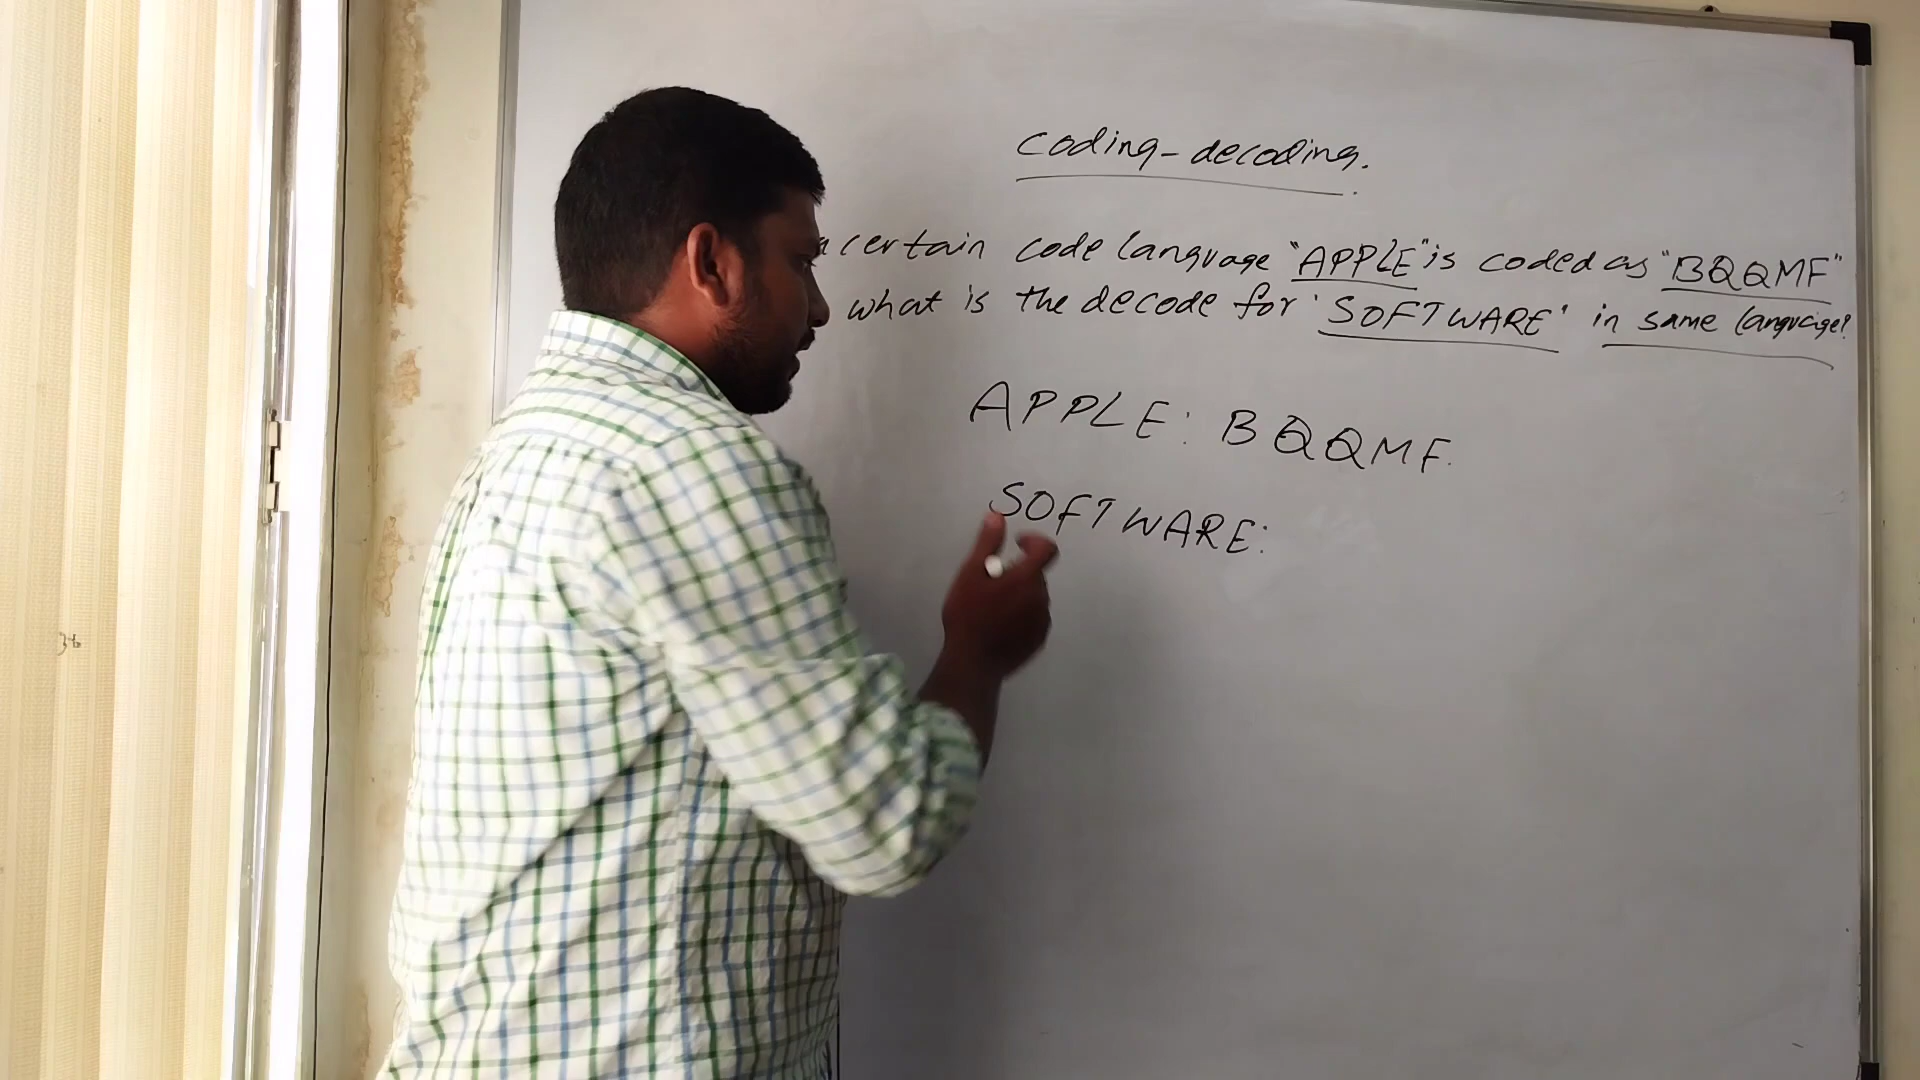 coding-decoding.
a certain code language "APPLE" is coded as "BQQMF"
what is the decode for 'SOFTWARE' in same language?
APPLE: BQQMF.
SOFTWARE: